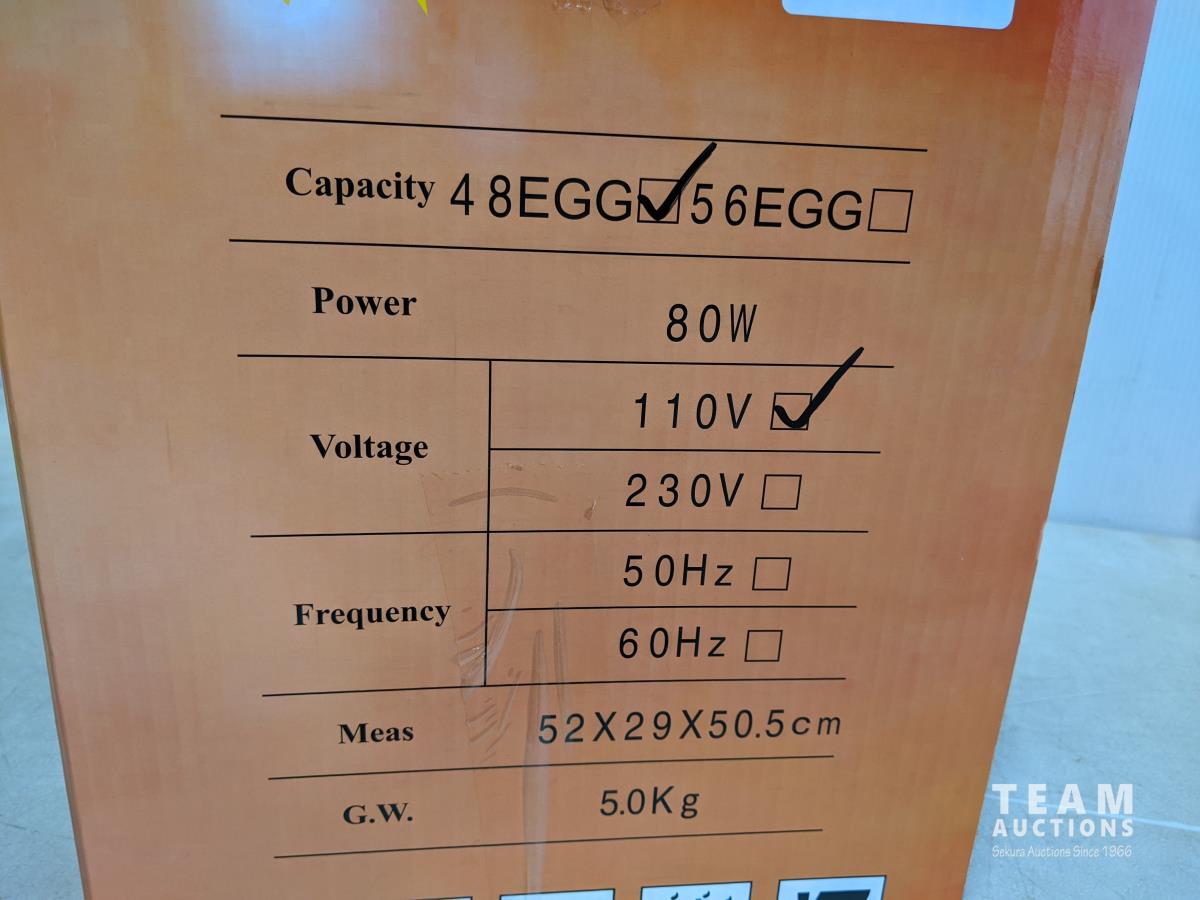 Capacity 48EGG☑56EGG☐
Power 80W
Voltage 110V ☑
230V ☐
Frequency 50Hz ☐
60Hz ☐
Meas 52X29X50.5cm
G.W. 5.0Kg
TEAM
AUCTIONS
Sekura Auctions Since 1966